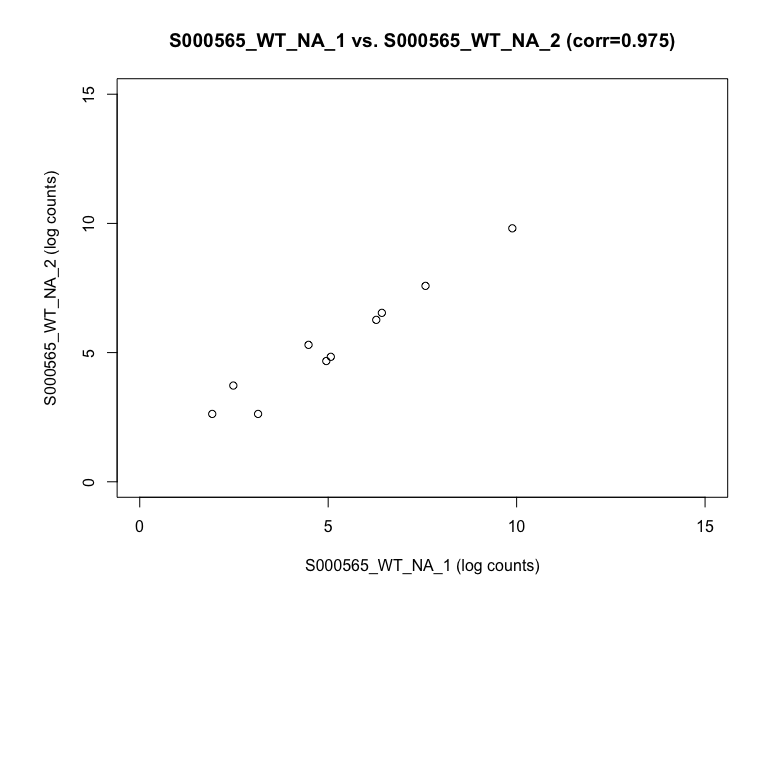 S000565_WT_NA_1 vs. S000565_WT_NA_2 (corr=0.975)
S000565_WT_NA_2 (log counts)
15
10
5
0
0 5 10 15
S000565_WT_NA_1 (log counts)